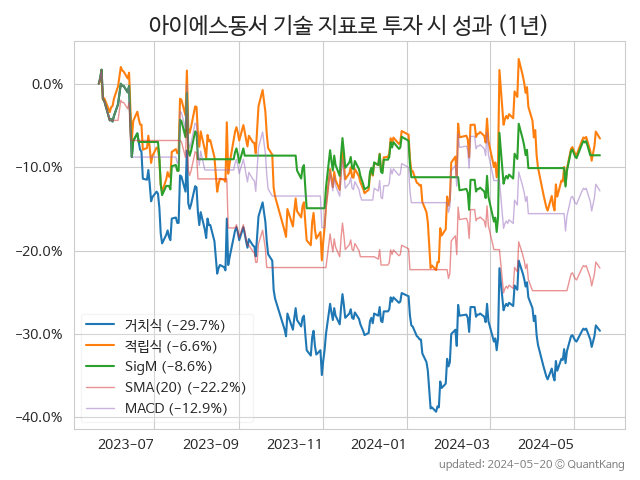 아이에스동서 기술 지표로 투자 시 성과 (1년)
0.0%
−10.0%
−20.0%
−30.0%
−40.0%
거치식 (−29.7%)
적립식 (−6.6%)
SigM (−8.6%)
SMA(20) (−22.2%)
MACD (−12.9%)
2023-07 2023-09 2023-11 2024-01 2024-03 2024-05
updated: 2024-05-20 © QuantKang